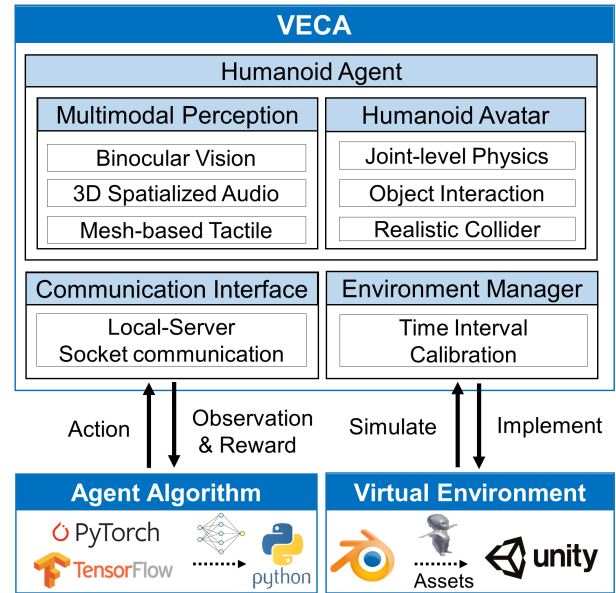 VECA
Humanoid Agent
Multimodal Perception
Binocular Vision
3D Spatialized Audio
Mesh-based Tactile
Humanoid Avatar
Joint-level Physics
Object Interaction
Realistic Collider
Communication Interface
Local-Server
Socket communication
Environment Manager
Time Interval
Calibration
Action
Observation
& Reward
Simulate
Implement
Agent Algorithm
PyTorch
TensorFlow
python
Virtual Environment
Assets
unity